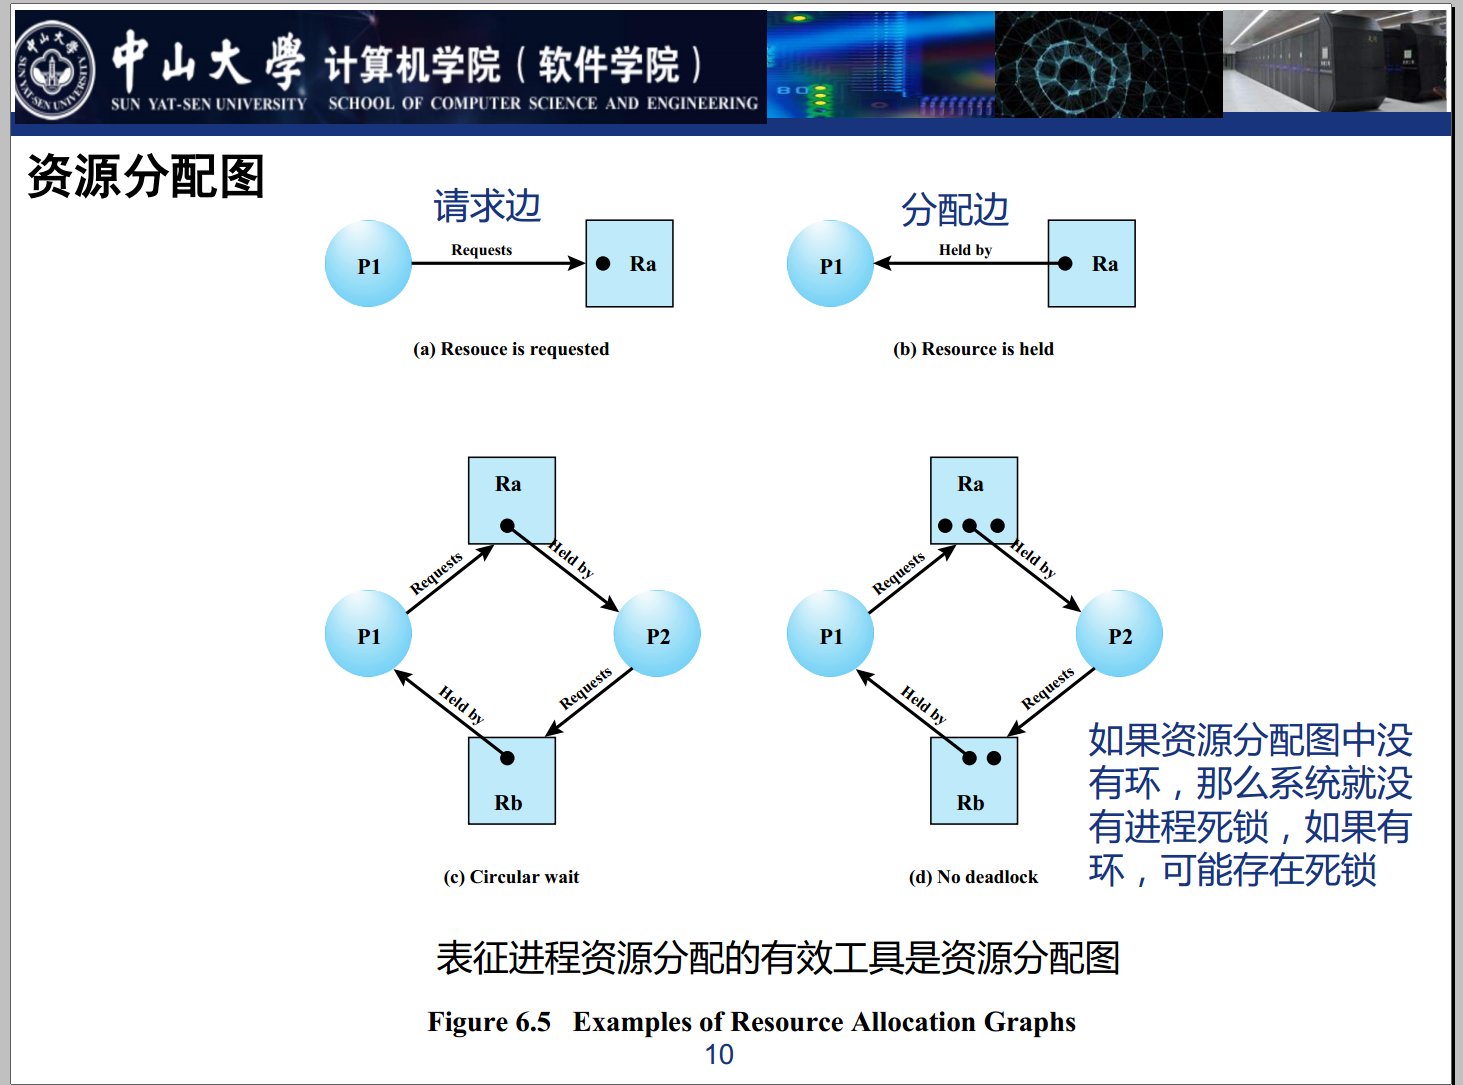 中山大學 计算机学院（软件学院）
SUN YAT-SEN UNIVERSITY SCHOOL OF COMPUTER SCIENCE AND ENGINEERING
资源分配图
请求边
分配边
P1
Requests
Ra
P1
Held by
Ra
(a) Resouce is requested
(b) Resource is held
Ra
Requests
Held by
P1
P2
Held by
Requests
Rb
(c) Circular wait
Ra
Requests
Held by
P1
P2
Held by
Requests
Rb
(d) No deadlock
如果资源分配图中没
有环，那么系统就没
有进程死锁，如果有
环，可能存在死锁
表征进程资源分配的有效工具是资源分配图
Figure 6.5 Examples of Resource Allocation Graphs
10